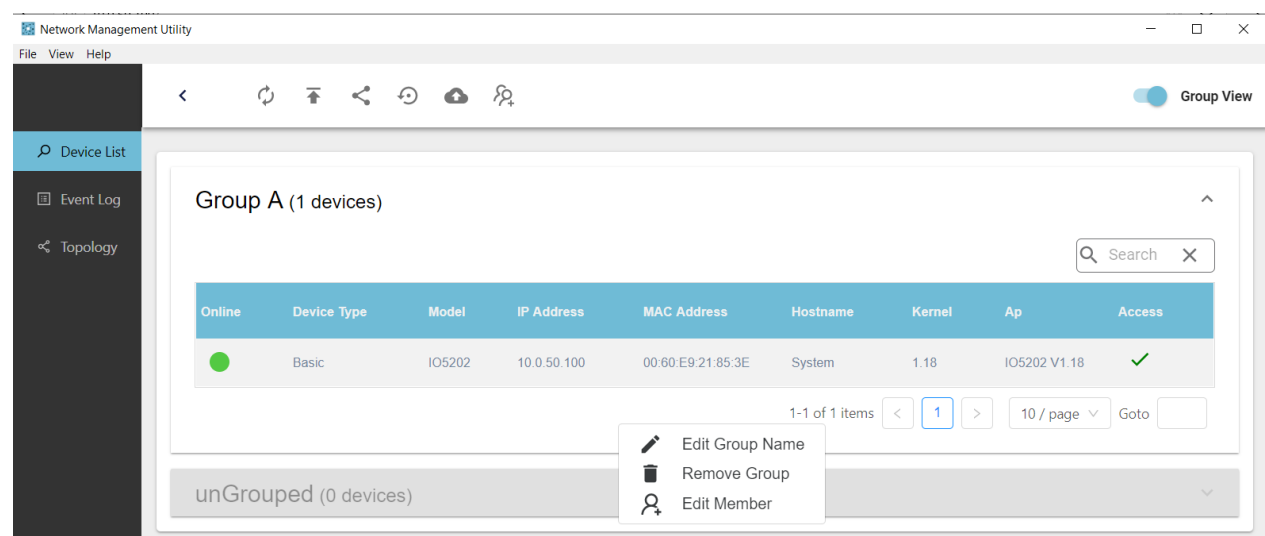 Network Management Utility
File View Help
Group View
Device List
Event Log
Topology
Group A (1 devices)
Search
Online Device Type Model IP Address MAC Address Hostname Kernel Ap Access
Basic IO5202 10.0.50.100 00:60:E9:21:85:3E System 1.18 IO5202 V1.18
1-1 of 1 items < 1 > 10 / page Goto
Edit Group Name
Remove Group
Edit Member
unGrouped (0 devices)